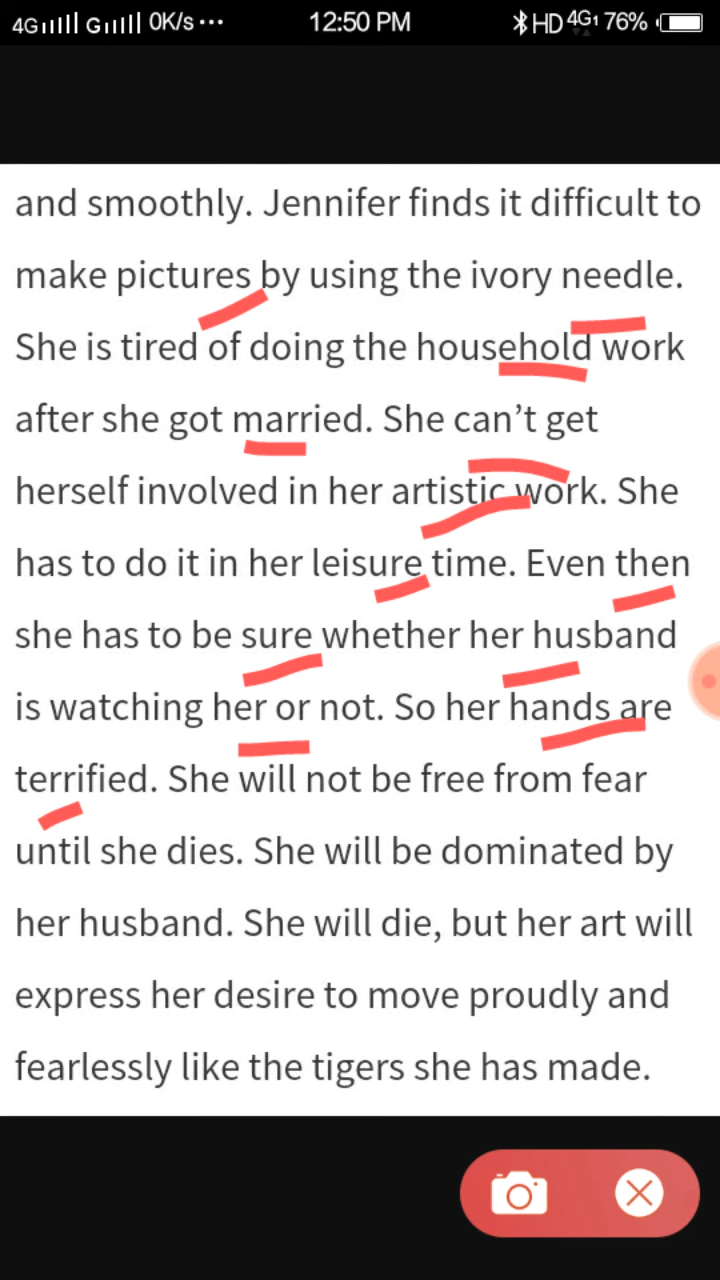 4G G 0K/s ··· 12:50 PM HD 4G1 76%
and smoothly. Jennifer finds it difficult to
make pictures by using the ivory needle.
She is tired of doing the household work
after she got married. She can’t get
herself involved in her artistic work. She
has to do it in her leisure time. Even then
she has to be sure whether her husband
is watching her or not. So her hands are
terrified. She will not be free from fear
until she dies. She will be dominated by
her husband. She will die, but her art will
express her desire to move proudly and
fearlessly like the tigers she has made.